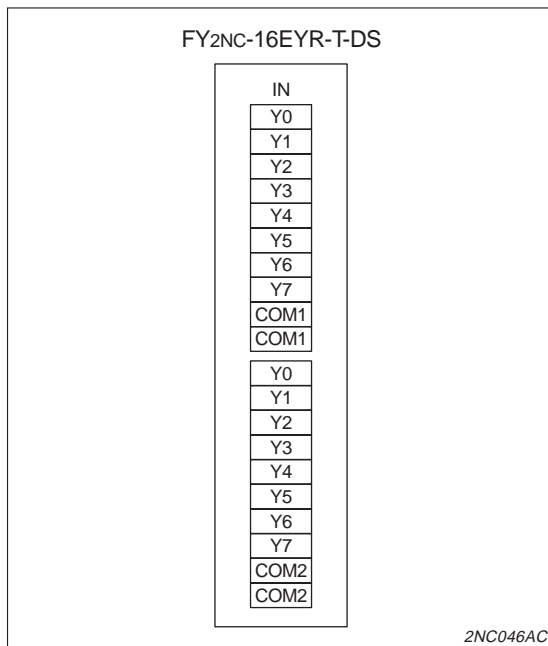 FY2NC-16EYR-T-DS
IN
Y0
Y1
Y2
Y3
Y4
Y5
Y6
Y7
COM1
COM1
Y0
Y1
Y2
Y3
Y4
Y5
Y6
Y7
COM2
COM2
2NC046AC